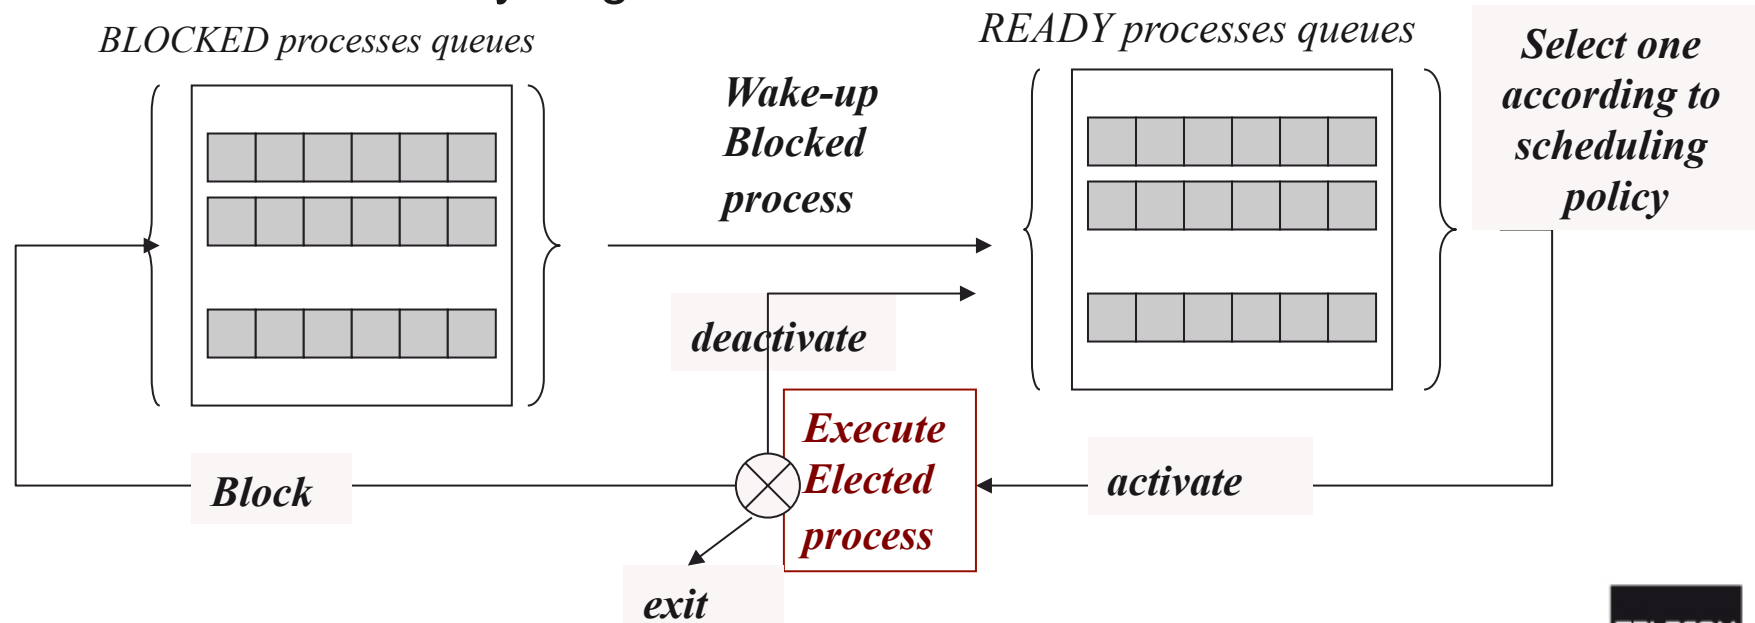 BLOCKED processes queues
READY processes queues
Select one
according to
scheduling
policy
Wake-up
Blocked
process
deactivate
Execute
Elected
process
activate
Block
exit